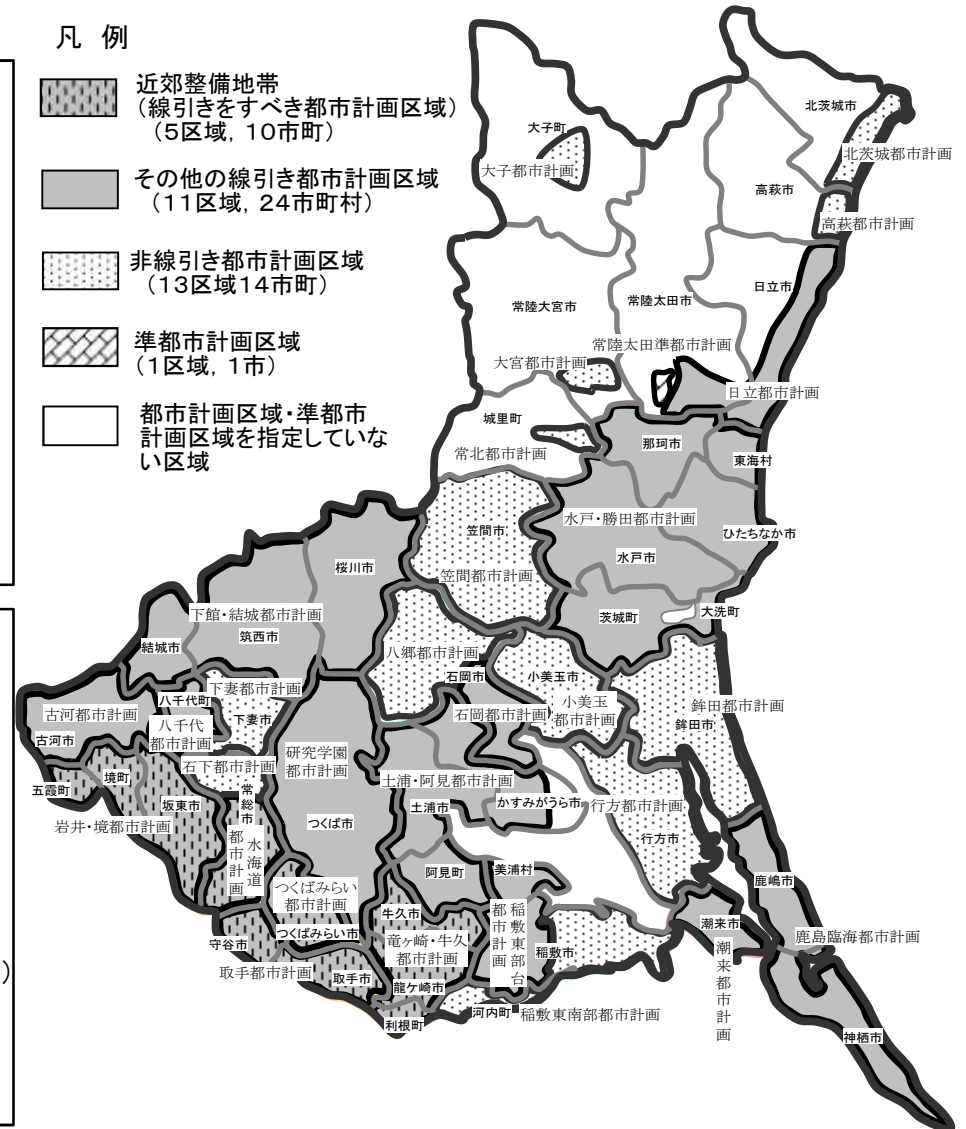 凡 例
近郊整備地帯
(線引きをすべき都市計画区域)
(5区域, 10市町)
その他の線引き都市計画区域
(11区域, 24市町村)
非線引き都市計画区域
(13区域14市町)
準都市計画区域
(1区域, 1市)
都市計画区域・準都市
計画区域を指定していな
い区域
北茨城市
大子町
北茨城都市計画
大子都市計画
高萩市
高萩都市計画
日立市
常陸大宮市
常陸太田市
常陸太田準都市計画
大宮都市計画
日立都市計画
城里町
那珂市
常北都市計画
東海村
水戸・勝田都市計画
笠間市
ひたちなか市
水戸市
桜川市
笠間都市計画
下館・結城都市計画
茨城町
大洗町
筑西市
結城市
八郷都市計画
石岡市
小美玉市
下妻都市計画
八千代町
小美玉
都市計画
鉾田都市計画
古河都市計画
下妻市
石岡都市計画
八千代
都市計画
鉾田市
古河市
研究学園
都市計画
石下都市計画
境町
土浦・阿見都市計画
五霞町
常総市
坂東市
かすみがうら市
行方都市計画
土浦市
岩井・境都市計画
つくば市
水海道
都市計画
行方市
阿見町
美浦村
つくばみらい
都市計画
鹿嶋市
牛久市
稲敷東部台
都市計画
潮来市
つくばみらい市
竜ヶ崎・牛久
都市計画
鹿島臨海都市計画
守谷市
稲敷市
取手都市計画
取手市
潮来都市計画
龍ケ崎市
河内町
稲敷東南部都市計画
利根町
神栖市
)